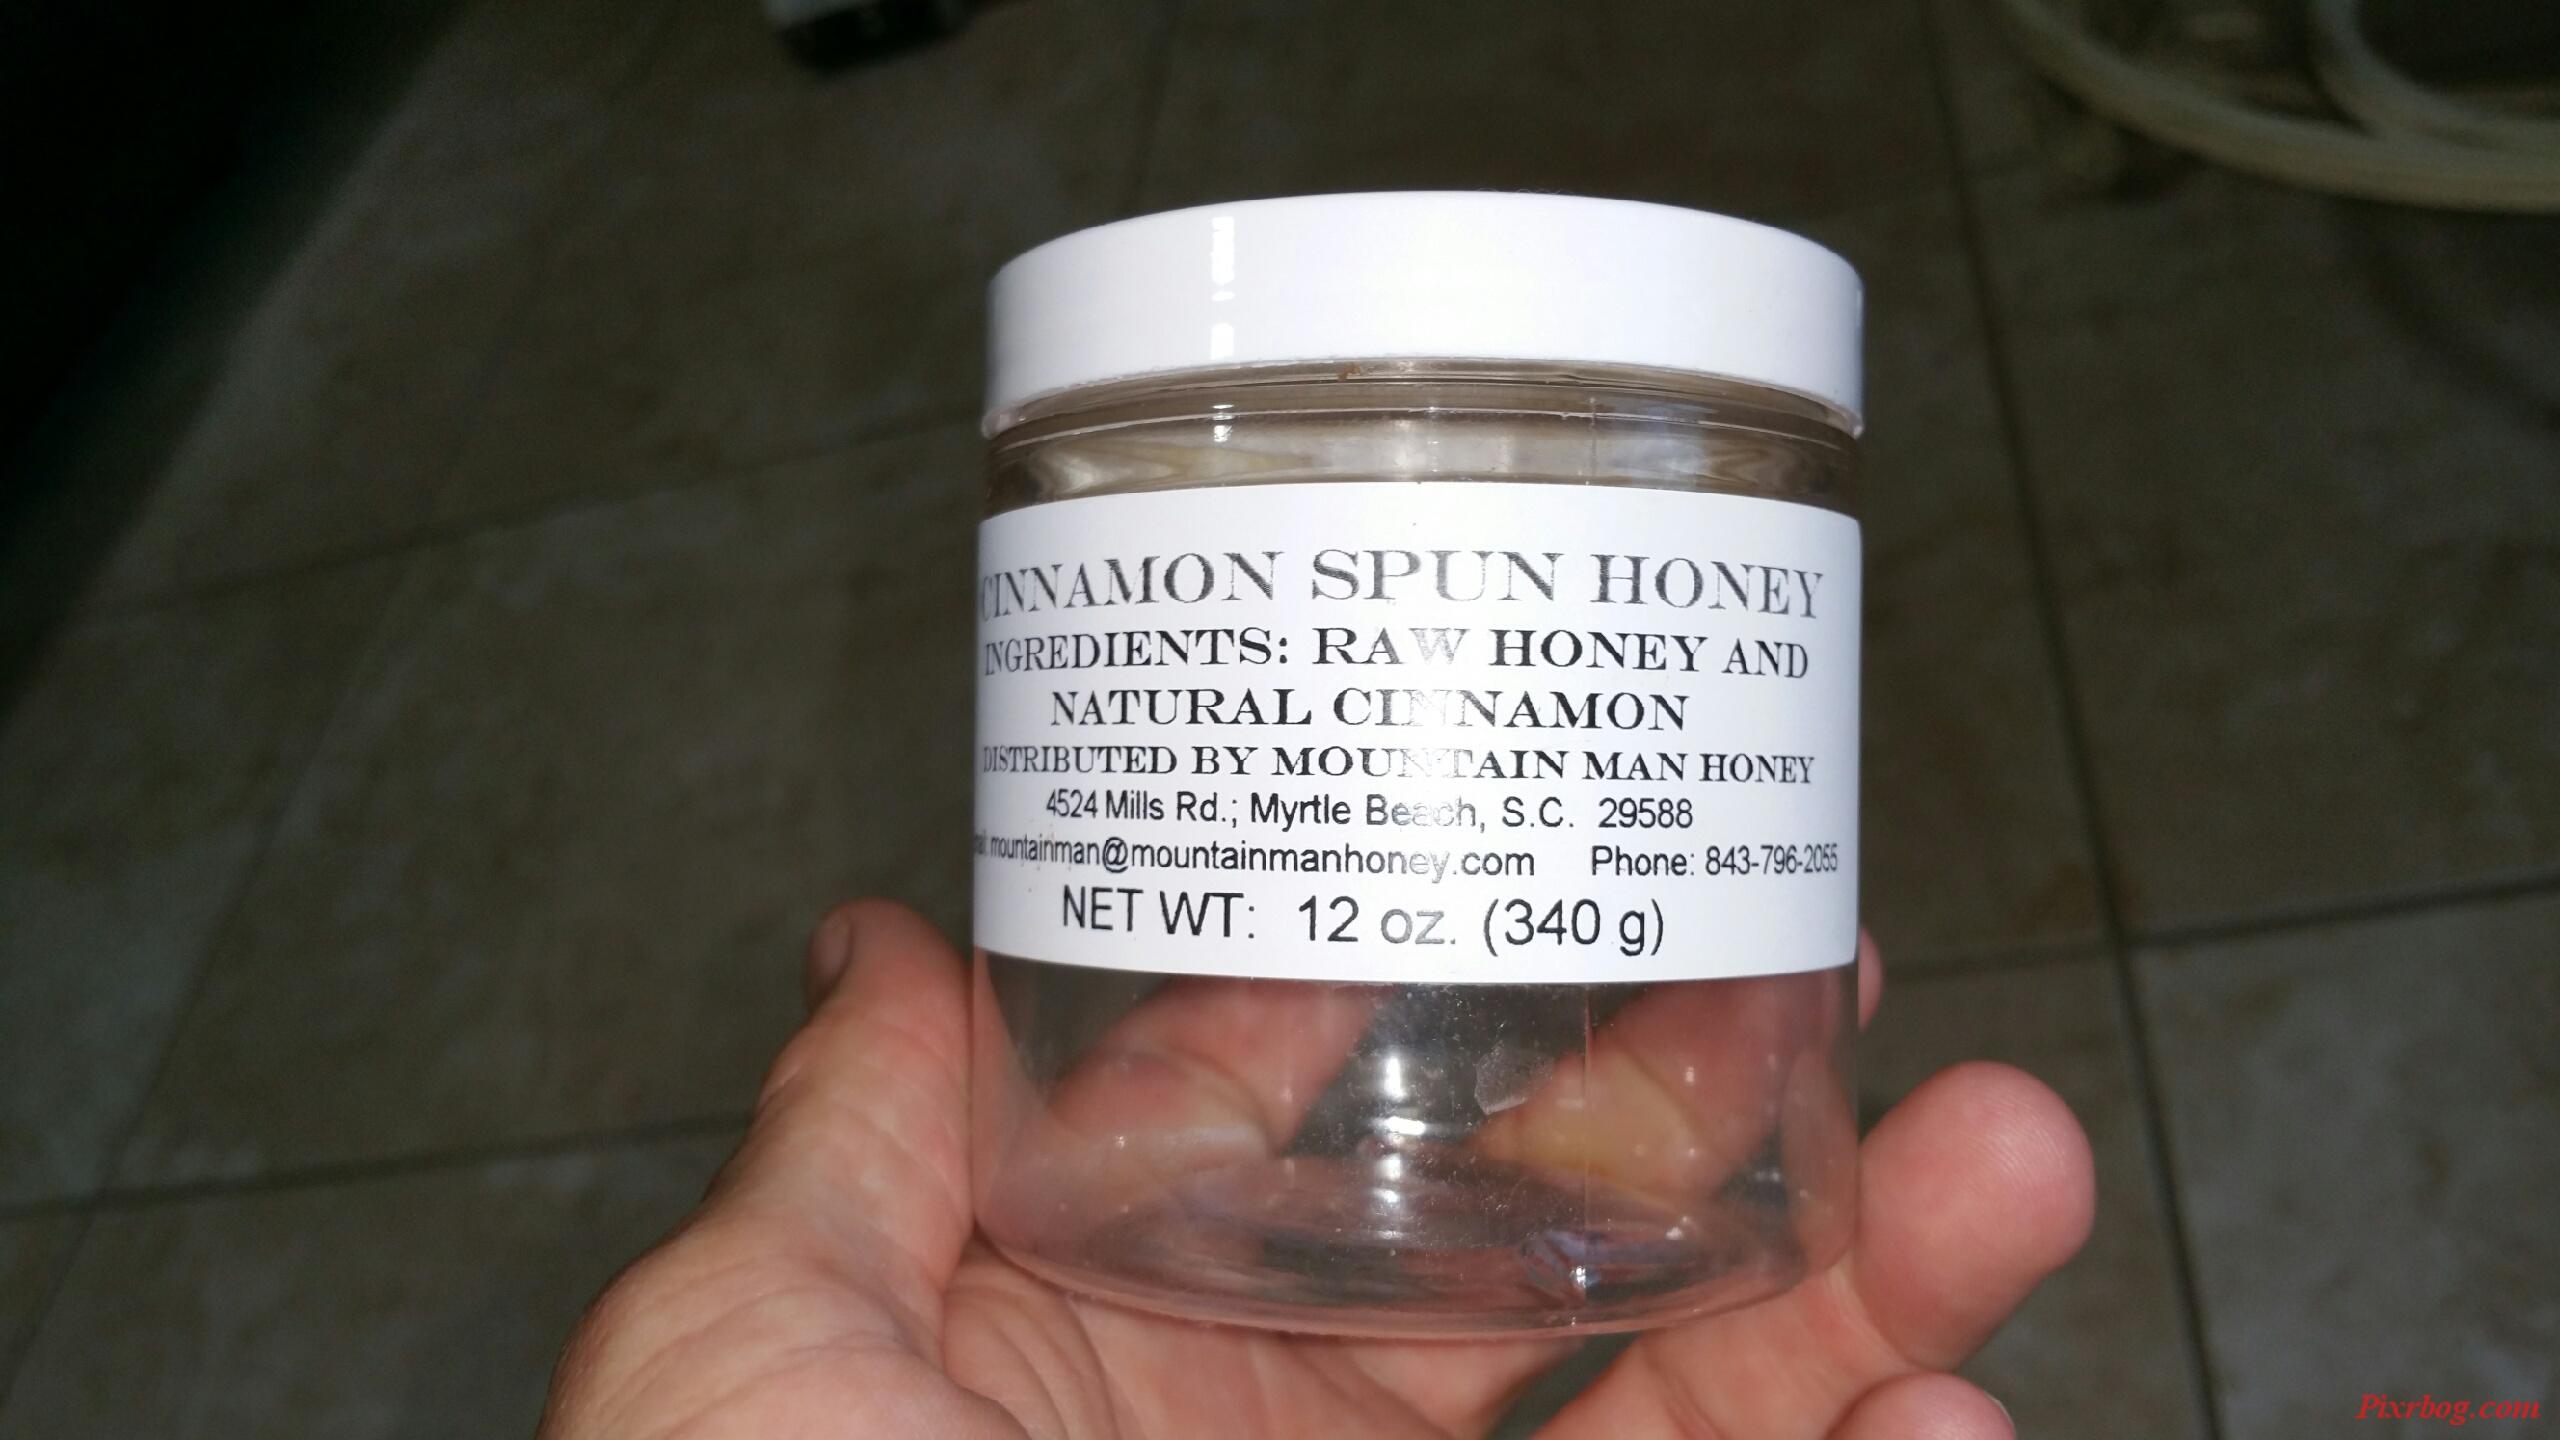 CINNAMON SPUN HONEY
INGREDIENTS: RAW HONEY AND
NATURAL CINNAMON
DISTRIBUTED BY MOUNTAIN MAN HONEY
4524 Mills Rd.; Myrtle Beach, S.C. 29588
mountainman@mountainmanhoney.com Phone: 843-796-2055
NET WT: 12 oz. (340 g)
Pixrbog.com